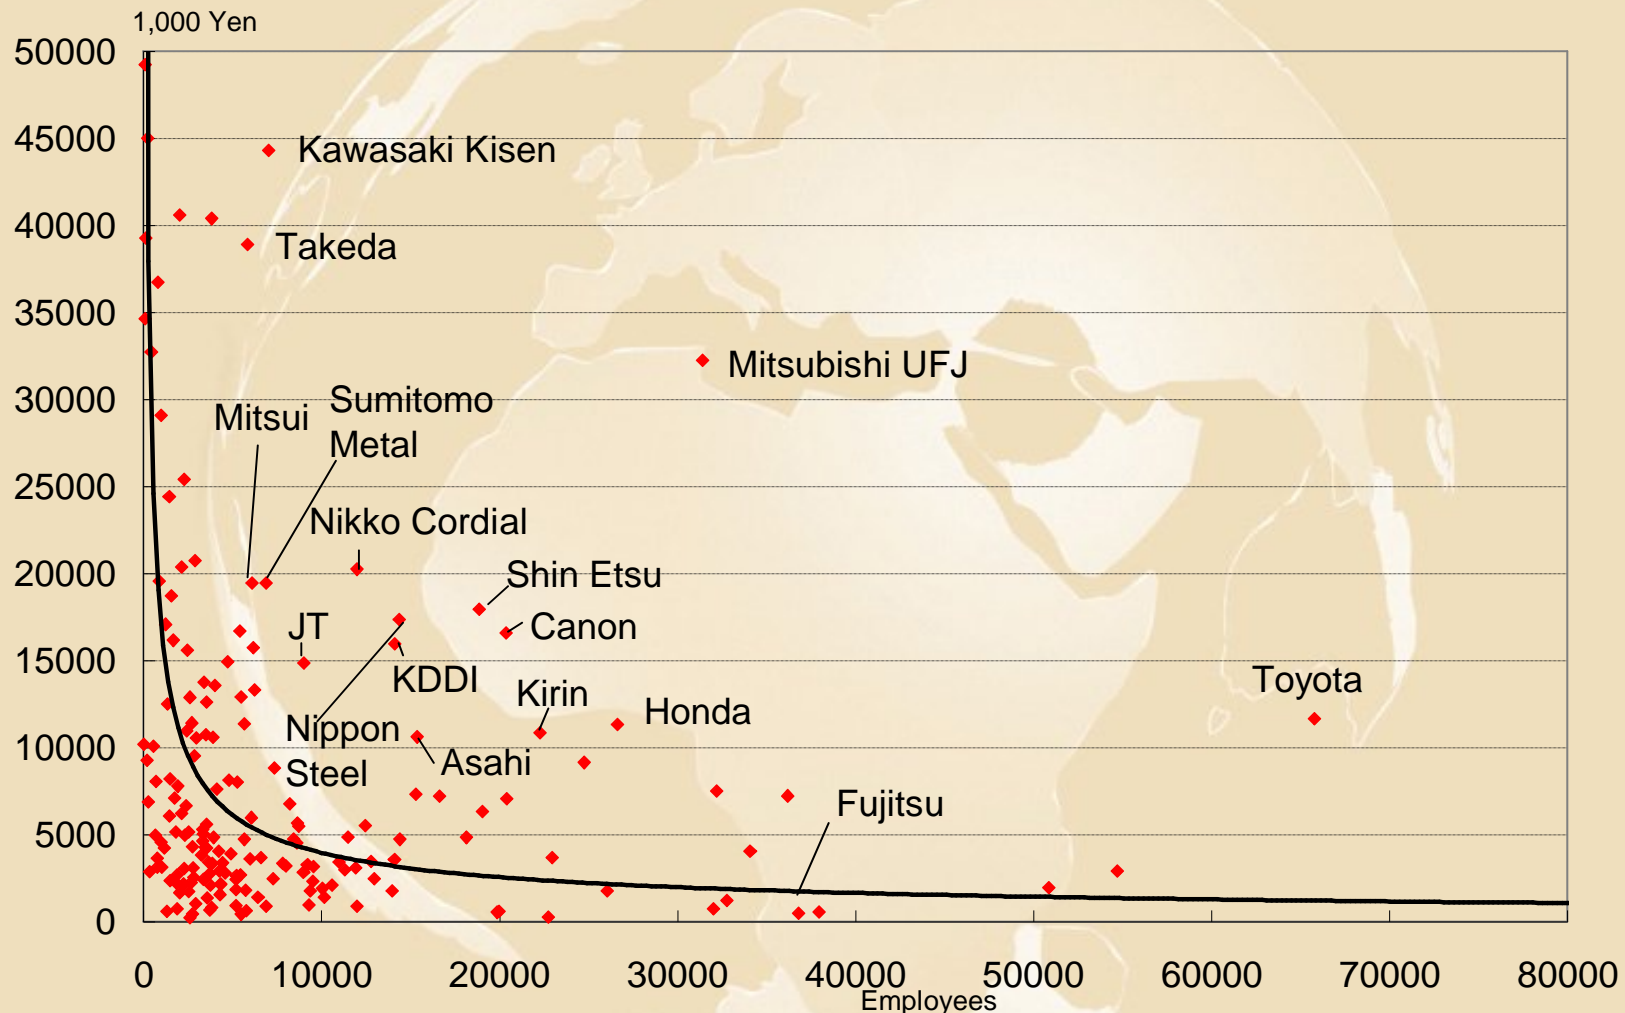 1,000 Yen
50000
45000
Kawasaki Kisen
40000
Takeda
35000
Mitsubishi UFJ
30000
Sumitomo
Metal
Mitsui
25000
Nikko Cordial
20000
Shin Etsu
Canon
JT
15000
KDDI
Toyota
Kirin
Honda
Nippon
Steel
10000
Asahi
Fujitsu
5000
0
0 10000 20000 30000 40000 50000 60000 70000 80000
Employees